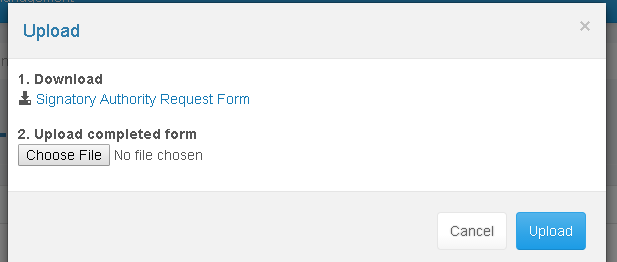 Upload
×
1. Download
Signatory Authority Request Form
2. Upload completed form
Choose File No file chosen
Cancel Upload